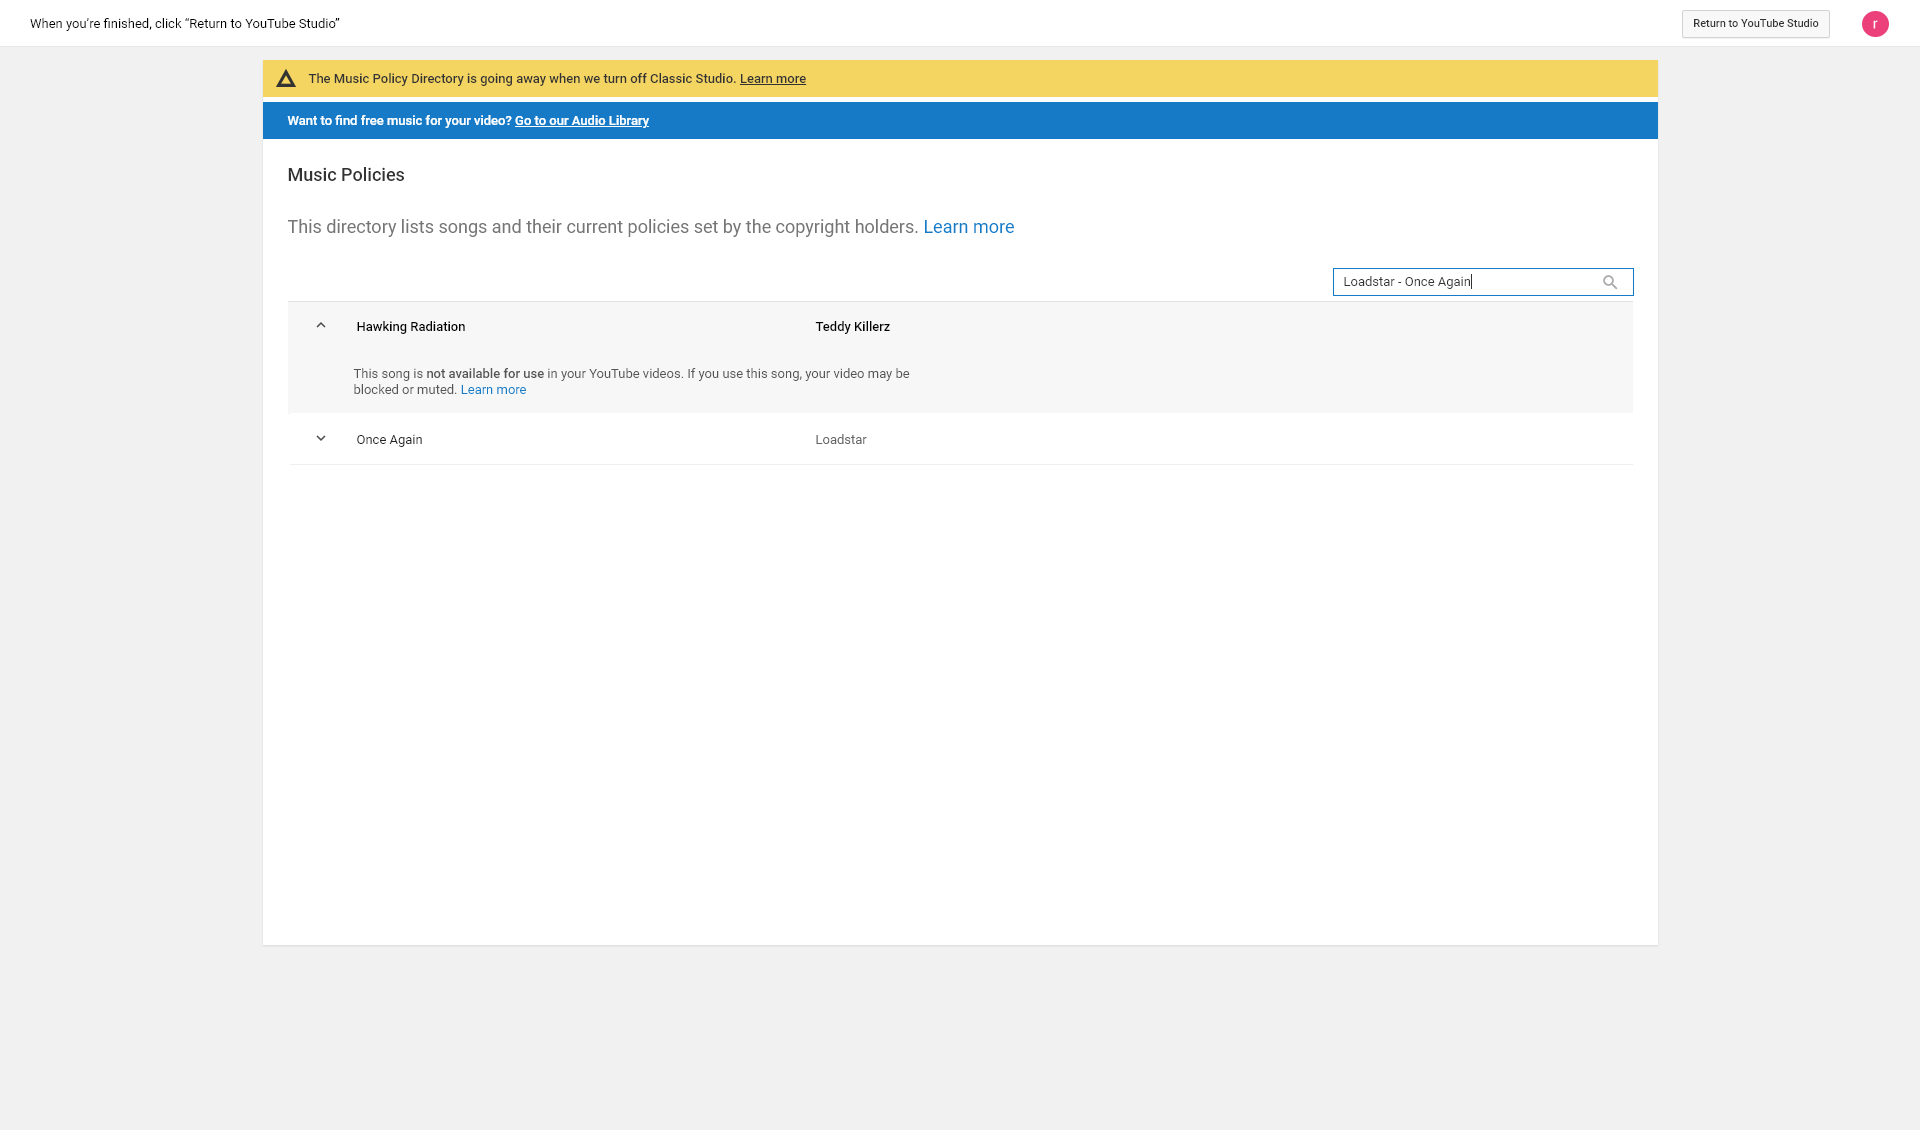 When you're finished, click “Return to YouTube Studio”
Return to YouTube Studio
r
The Music Policy Directory is going away when we turn off Classic Studio. Learn more
Want to find free music for your video? Go to our Audio Library
Music Policies
This directory lists songs and their current policies set by the copyright holders. Learn more
Loadstar - Once Again
Hawking Radiation Teddy Killerz
This song is not available for use in your YouTube videos. If you use this song, your video may be
blocked or muted. Learn more
Once Again Loadstar